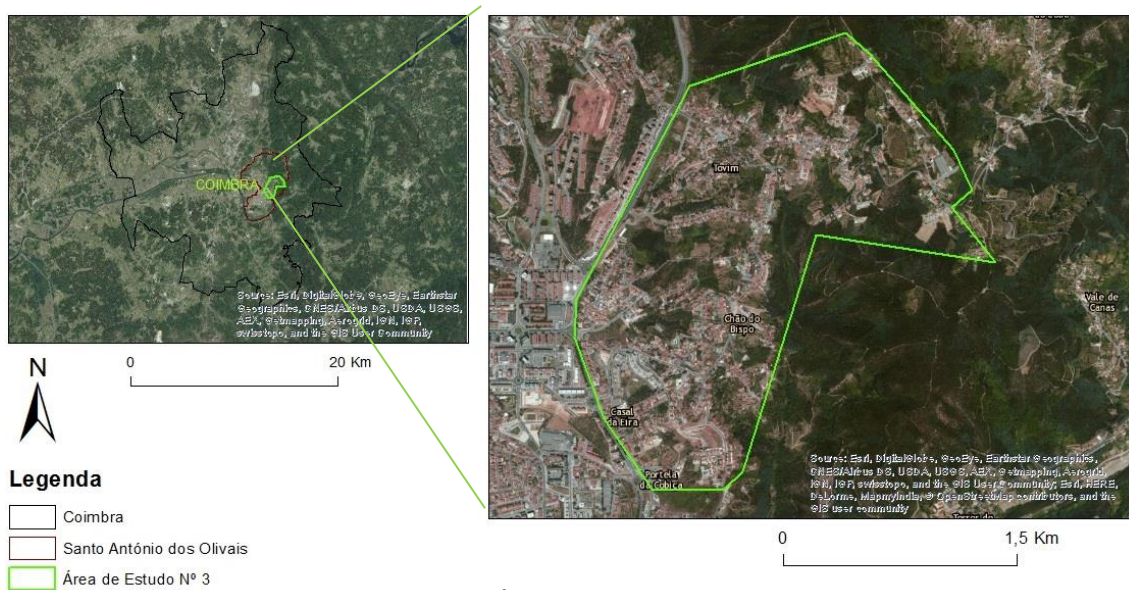 COIMBRA
Source: Esri, DigitalGlobe, GeoEye, Earthstar
Geographics, CNES/Airbus DS, USDA, USGS,
AEX, Getmapping, Aerogrid, IGN, IGP,
swisstopo, and the GIS User Community
N
0 20 Km
Legenda
Coimbra
Santo António dos Olivais
Área de Estudo Nº 3
Tovim
Vale de
Canas
Chão do
Bispo
Casal
da Eira
Portela
da Cobiça
Source: Esri, DigitalGlobe, GeoEye, Earthstar Geographics,
CNES/Airbus DS, USDA, USGS, AEX, Getmapping, Aerogrid,
IGN, IGP, swisstopo, and the GIS User Community; Esri, HERE,
DeLorme, MapmyIndia, © OpenStreetMap contributors, and the
GIS user community
0 1,5 Km